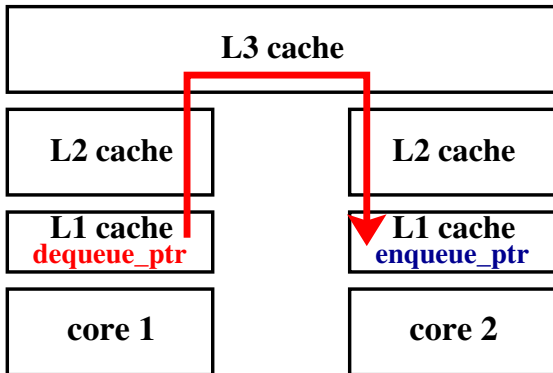 L3 cache
L2 cache
L2 cache
L1 cache
dequeue_ptr
L1 cache
enqueue_ptr
core 1
core 2